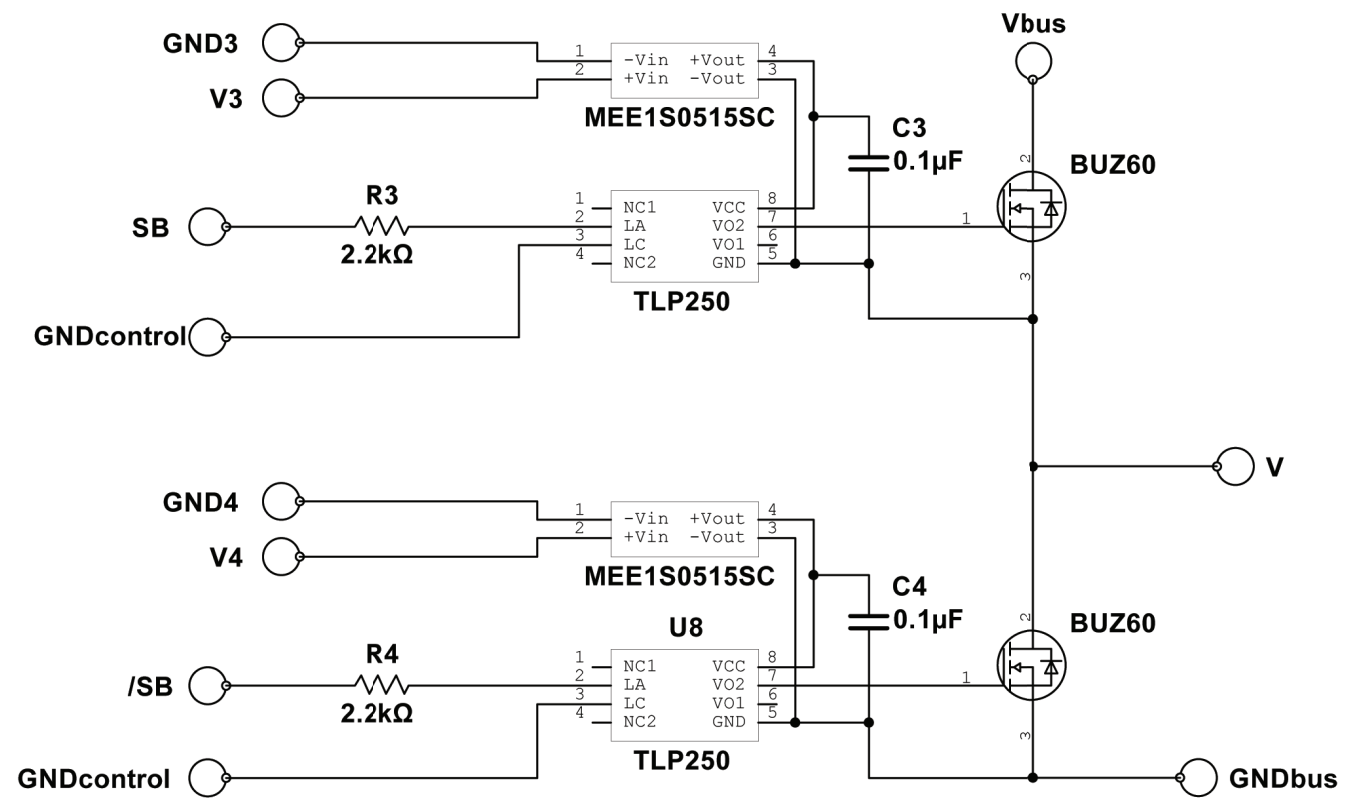 Vbus
GND3
V3
1 -Vin +Vout 4
2 +Vin -Vout 3
MEE1S0515SC
C3
0.1µF
BUZ60
2
1
3
R3
SB
2.2kΩ
1 NC1 VCC 8
2 LA VO2 7
3 LC VO1 6
4 NC2 GND 5
TLP250
GNDcontrol
V
GND4
V4
1 -Vin +Vout 4
2 +Vin -Vout 3
MEE1S0515SC
C4
0.1µF
BUZ60
2
1
3
U8
R4
/SB
2.2kΩ
1 NC1 VCC 8
2 LA VO2 7
3 LC VO1 6
4 NC2 GND 5
TLP250
GNDcontrol
GNDbus